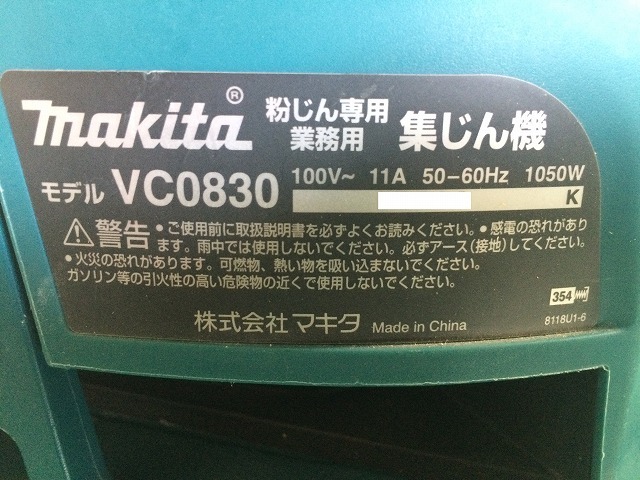 makita® 粉じん専用 業務用 集じん機
モデル VC0830 100V~ 11A 50-60Hz 1050W
K
⚠警告 • ご使用前に取扱説明書を必ずよくお読みください。 • 感電の恐れがあり
ます。雨中では使用しないでください。必ずアース(接地)してください。
• 火災の恐れがあります。可燃物、熱い物を吸い込まないでください。
ガソリン等の引火性の高い危険物の近くで使用しないでください。
354
株式会社 マキタ Made in China
8118U1-6